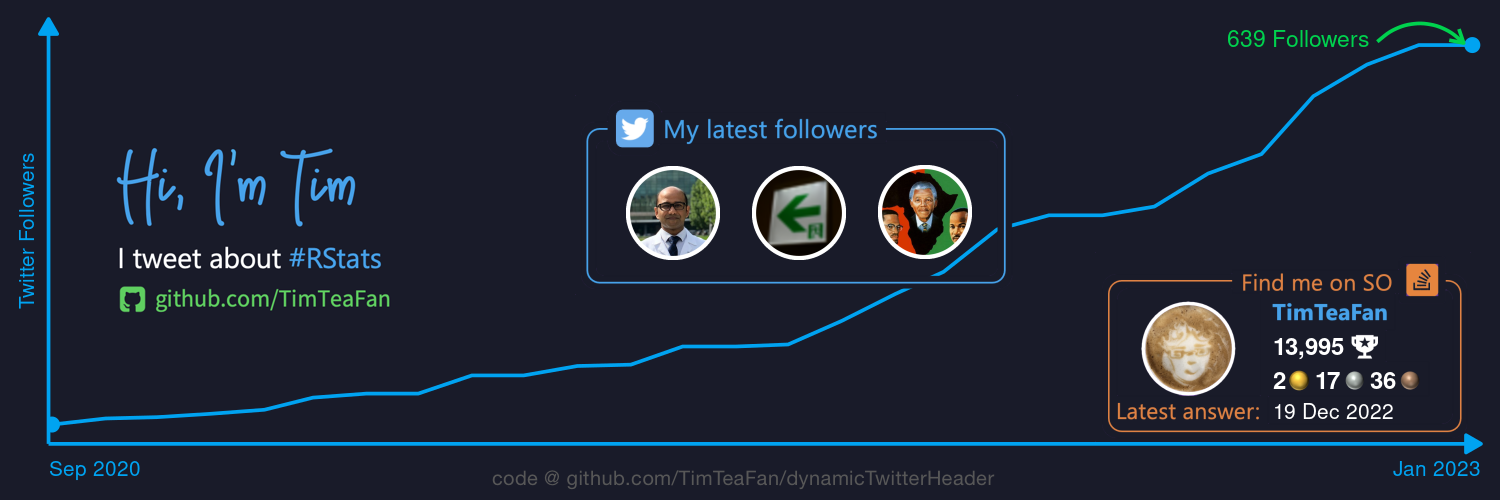 639 Followers
My latest followers
Hi, I'm Tim
Twitter Followers
I tweet about #RStats
github.com/TimTeaFan
Find me on SO
TimTeaFan
13,995
2 17 36
Latest answer: 19 Dec 2022
Sep 2020
Jan 2023
code @ github.com/TimTeaFan/dynamicTwitterHeader